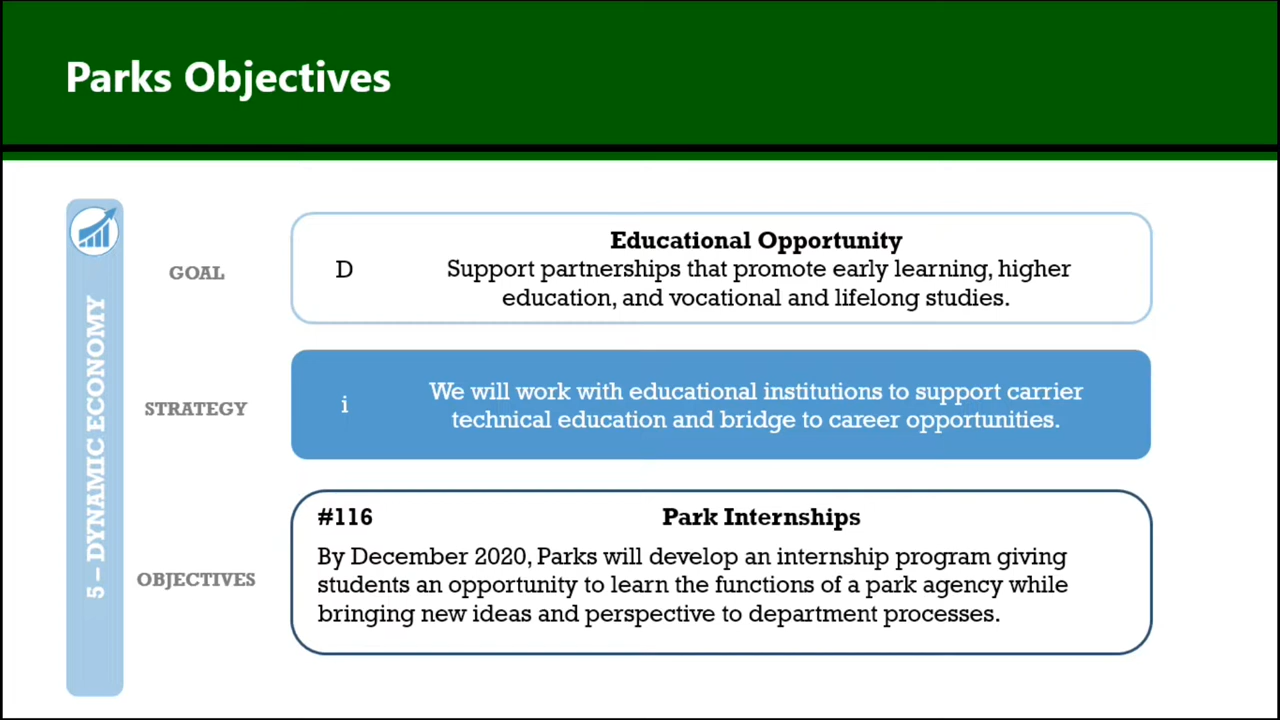 Parks Objectives
5 – DYNAMIC ECONOMY
GOAL
D
Educational Opportunity
Support partnerships that promote early learning, higher
education, and vocational and lifelong studies.
STRATEGY
i
We will work with educational institutions to support carrier
technical education and bridge to career opportunities.
OBJECTIVES
#116
Park Internships
By December 2020, Parks will develop an internship program giving
students an opportunity to learn the functions of a park agency while
bringing new ideas and perspective to department processes.